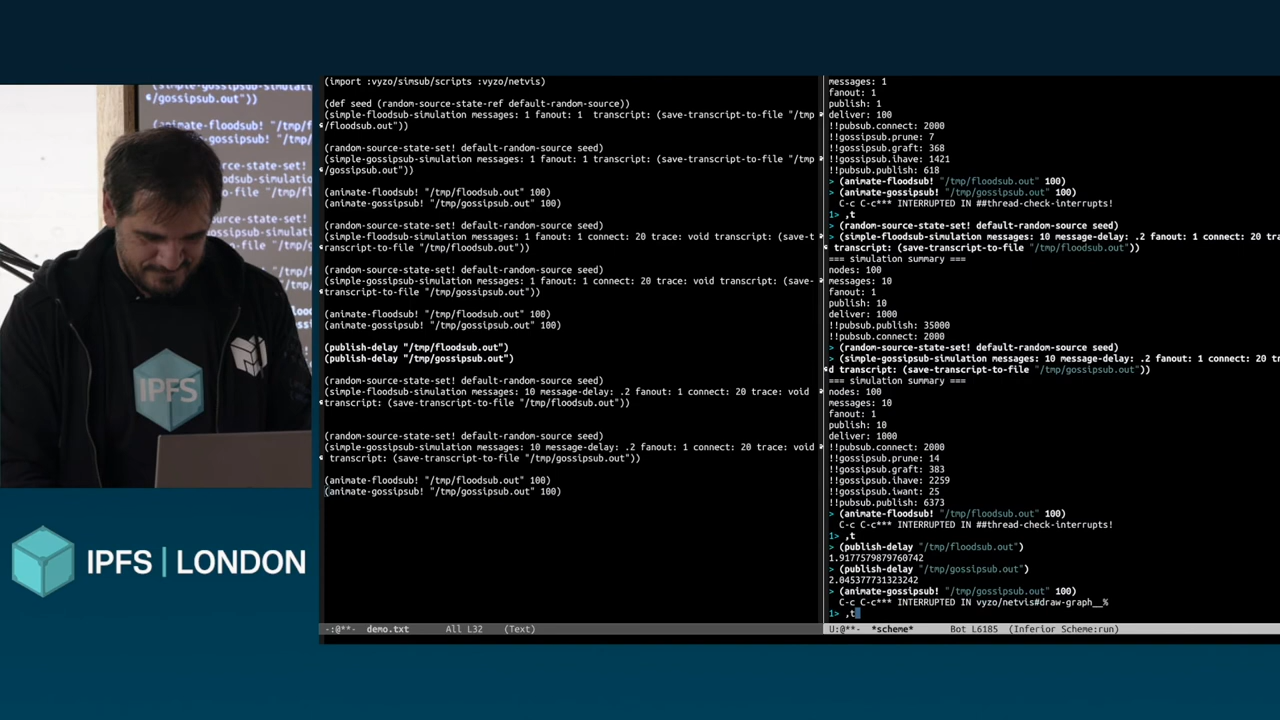 (simple-gossipsub-simulation
/gossipsub.out"))
(animate-floodsub! "/tmp/f
(animate-gossipsub! "/tmp/
IPFS
IPFS | LONDON
(import :vyzo/simsub/scripts :vyzo/netvis)
(def seed (random-source-state-ref default-random-source))
(simple-floodsub-simulation messages: 1 fanout: 1  transcript: (save-transcript-to-file "/tmp
/floodsub.out"))
(random-source-state-set! default-random-source seed)
(simple-gossipsub-simulation messages: 1 fanout: 1 transcript: (save-transcript-to-file "/tmp
/gossipsub.out"))
(animate-floodsub! "/tmp/floodsub.out" 100)
(animate-gossipsub! "/tmp/gossipsub.out" 100)
(random-source-state-set! default-random-source seed)
(simple-floodsub-simulation messages: 1 fanout: 1 connect: 20 trace: void transcript: (save-t
ranscript-to-file "/tmp/floodsub.out"))
(random-source-state-set! default-random-source seed)
(simple-gossipsub-simulation messages: 1 fanout: 1 connect: 20 trace: void transcript: (save-
transcript-to-file "/tmp/gossipsub.out"))
(animate-floodsub! "/tmp/floodsub.out" 100)
(animate-gossipsub! "/tmp/gossipsub.out" 100)
(publish-delay "/tmp/floodsub.out")
(publish-delay "/tmp/gossipsub.out")
(random-source-state-set! default-random-source seed)
(simple-floodsub-simulation messages: 10 message-delay: .2 fanout: 1 connect: 20 trace: void
transcript: (save-transcript-to-file "/tmp/floodsub.out"))
(random-source-state-set! default-random-source seed)
(simple-gossipsub-simulation messages: 10 message-delay: .2 fanout: 1 connect: 20 trace: void
transcript: (save-transcript-to-file "/tmp/gossipsub.out"))
(animate-floodsub! "/tmp/floodsub.out" 100)
(animate-gossipsub! "/tmp/gossipsub.out" 100)
-:@**-  demo.txt  All L32  (Text)
messages: 1
fanout: 1
publish: 1
deliver: 100
!!pubsub.connect: 2000
!!gossipsub.prune: 7
!!gossipsub.graft: 368
!!gossipsub.ihave: 1421
!!pubsub.publish: 618
> (animate-floodsub! "/tmp/floodsub.out" 100)
> (animate-gossipsub! "/tmp/gossipsub.out" 100)
C-c C-c*** INTERRUPTED IN ##thread-check-interrupts!
1> ,t
> (random-source-state-set! default-random-source seed)
> (simple-floodsub-simulation messages: 10 message-delay: .2 fanout: 1 connect: 20 tra
transcript: (save-transcript-to-file "/tmp/floodsub.out"))
=== simulation summary ===
nodes: 100
messages: 10
fanout: 1
publish: 10
deliver: 1000
!!pubsub.publish: 35000
!!pubsub.connect: 2000
> (random-source-state-set! default-random-source seed)
> (simple-gossipsub-simulation messages: 10 message-delay: .2 fanout: 1 connect: 20 t
d transcript: (save-transcript-to-file "/tmp/gossipsub.out"))
=== simulation summary ===
nodes: 100
messages: 10
fanout: 1
publish: 10
deliver: 1000
!!pubsub.connect: 2000
!!gossipsub.prune: 14
!!gossipsub.graft: 383
!!gossipsub.ihave: 2259
!!gossipsub.iwant: 25
!!pubsub.publish: 6373
> (animate-floodsub! "/tmp/floodsub.out" 100)
C-c C-c*** INTERRUPTED IN ##thread-check-interrupts!
1> ,t
> (publish-delay "/tmp/floodsub.out")
1.9177579879760742
> (publish-delay "/tmp/gossipsub.out")
2.045377731323242
> (animate-gossipsub! "/tmp/gossipsub.out" 100)
C-c C-c*** INTERRUPTED IN vyzo/netvis#draw-graph__%
1> ,t
U:@**-  *scheme*  Bot L6185  (Inferior Scheme:run)